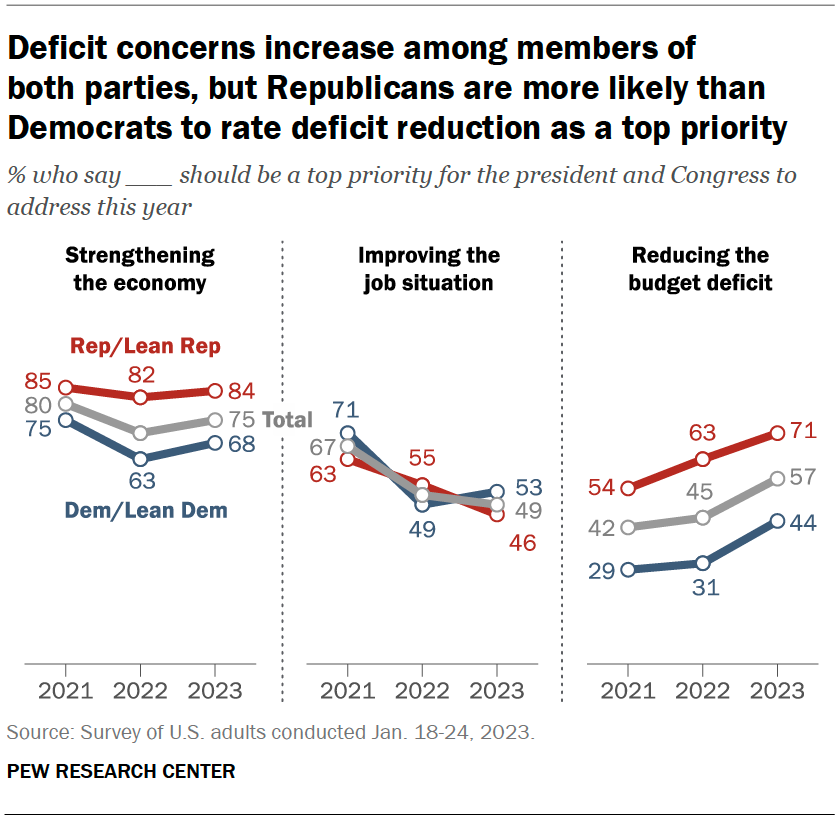 Deficit concerns increase among members of
both parties, but Republicans are more likely than
Democrats to rate deficit reduction as a top priority
% who say ___ should be a top priority for the president and Congress to
address this year
Strengthening
the economy
Rep/Lean Rep
85
82
84
80
75 Total
75
63
68
Dem/Lean Dem
2021 2022 2023
Improving the
job situation
71
67
63
55
49
53
49
46
2021 2022 2023
Reducing the
budget deficit
54
63
71
42
45
57
29
31
44
2021 2022 2023
Source: Survey of U.S. adults conducted Jan. 18-24, 2023.
PEW RESEARCH CENTER